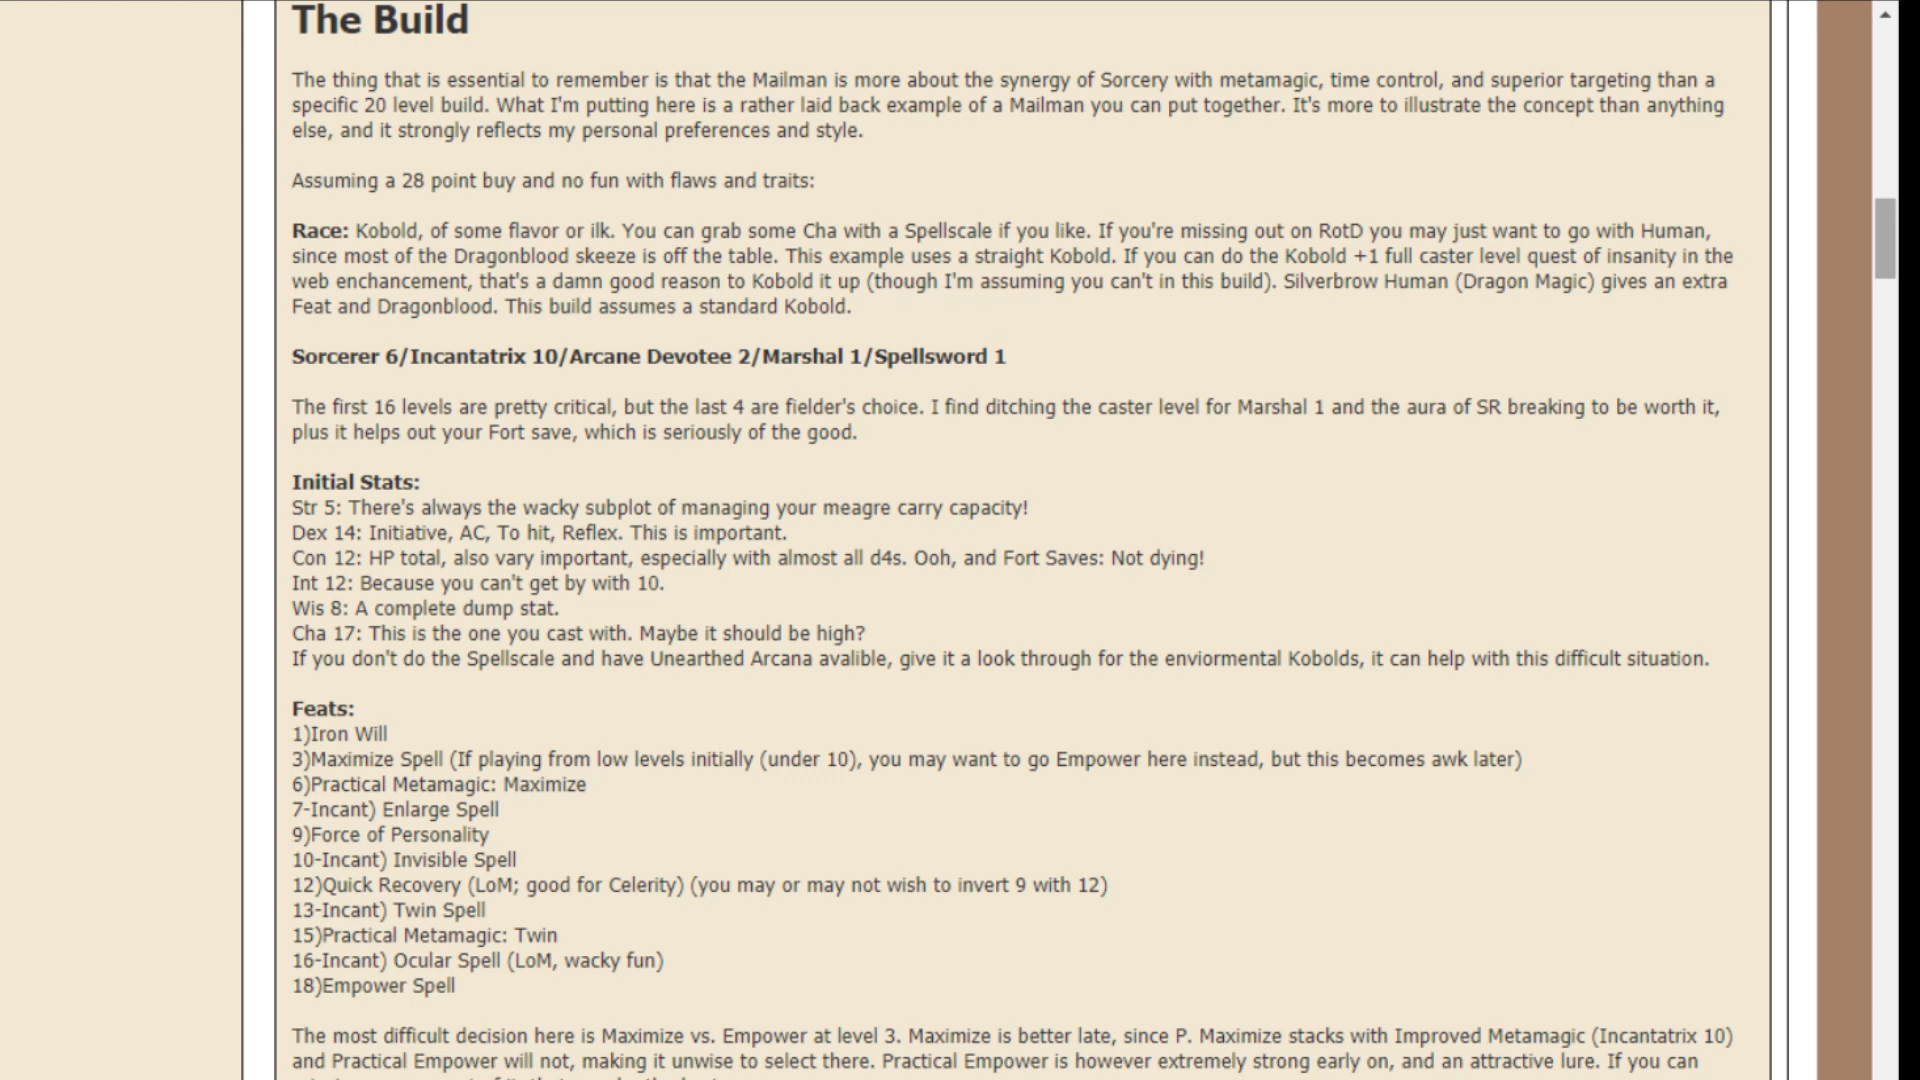 The Build
The thing that is essential to remember is that the Mailman is more about the synergy of Sorcery with metamagic, time control, and superior targeting than a
specific 20 level build. What I'm putting here is a rather laid back example of a Mailman you can put together. It's more to illustrate the concept than anything
else, and it strongly reflects my personal preferences and style.
Assuming a 28 point buy and no fun with flaws and traits:
Race: Kobold, of some flavor or ilk. You can grab some Cha with a Spellscale if you like. If you're missing out on RotD you may just want to go with Human,
since most of the Dragonblood skeeze is off the table. This example uses a straight Kobold. If you can do the Kobold +1 full caster level quest of insanity in the
web enchancement, that's a damn good reason to Kobold it up (though I'm assuming you can't in this build). Silverbrow Human (Dragon Magic) gives an extra
Feat and Dragonblood. This build assumes a standard Kobold.
Sorcerer 6/Incantatrix 10/Arcane Devotee 2/Marshal 1/Spellsword 1
The first 16 levels are pretty critical, but the last 4 are fielder's choice. I find ditching the caster level for Marshal 1 and the aura of SR breaking to be worth it,
plus it helps out your Fort save, which is seriously of the good.
Initial Stats:
Str 5: There's always the wacky subplot of managing your meagre carry capacity!
Dex 14: Initiative, AC, To hit, Reflex. This is important.
Con 12: HP total, also vary important, especially with almost all d4s. Ooh, and Fort Saves: Not dying!
Int 12: Because you can't get by with 10.
Wis 8: A complete dump stat.
Cha 17: This is the one you cast with. Maybe it should be high?
If you don't do the Spellscale and have Unearthed Arcana avalible, give it a look through for the enviormental Kobolds, it can help with this difficult situation.
Feats:
1)Iron Will
3)Maximize Spell (If playing from low levels initially (under 10), you may want to go Empower here instead, but this becomes awk later)
6)Practical Metamagic: Maximize
7-Incant) Enlarge Spell
9)Force of Personality
10-Incant) Invisible Spell
12)Quick Recovery (LoM; good for Celerity) (you may or may not wish to invert 9 with 12)
13-Incant) Twin Spell
15)Practical Metamagic: Twin
16-Incant) Ocular Spell (LoM, wacky fun)
18)Empower Spell
The most difficult decision here is Maximize vs. Empower at level 3. Maximize is better late, since P. Maximize stacks with Improved Metamagic (Incantatrix 10)
and Practical Empower will not, making it unwise to select there. Practical Empower is however extremely strong early on, and an attractive lure. If you can